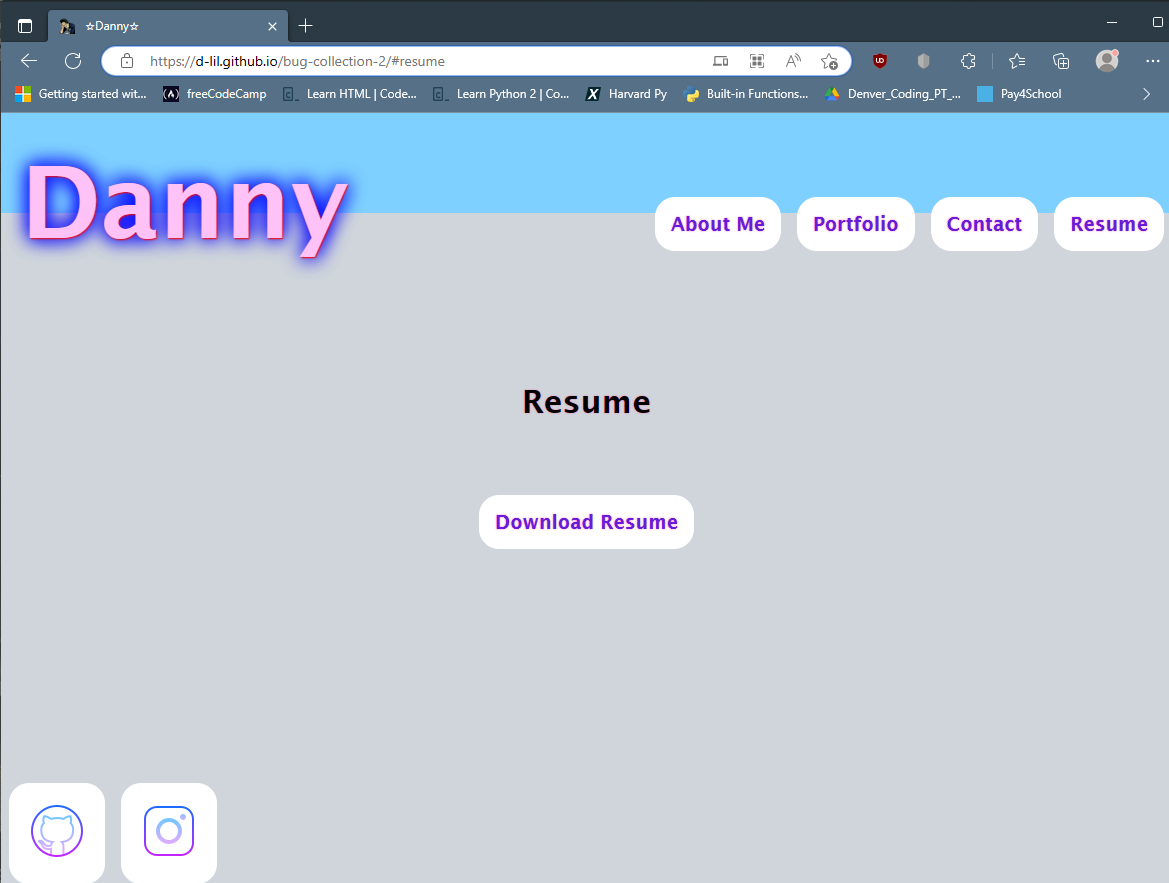 ☆Danny☆
https://d-lil.github.io/bug-collection-2/#resume
Getting started wit... freeCodeCamp Learn HTML | Code... Learn Python 2 | Co... Harvard Py Built-in Functions... Denver_Coding_PT_... Pay4School
Danny
About Me Portfolio Contact Resume
Resume
Download Resume